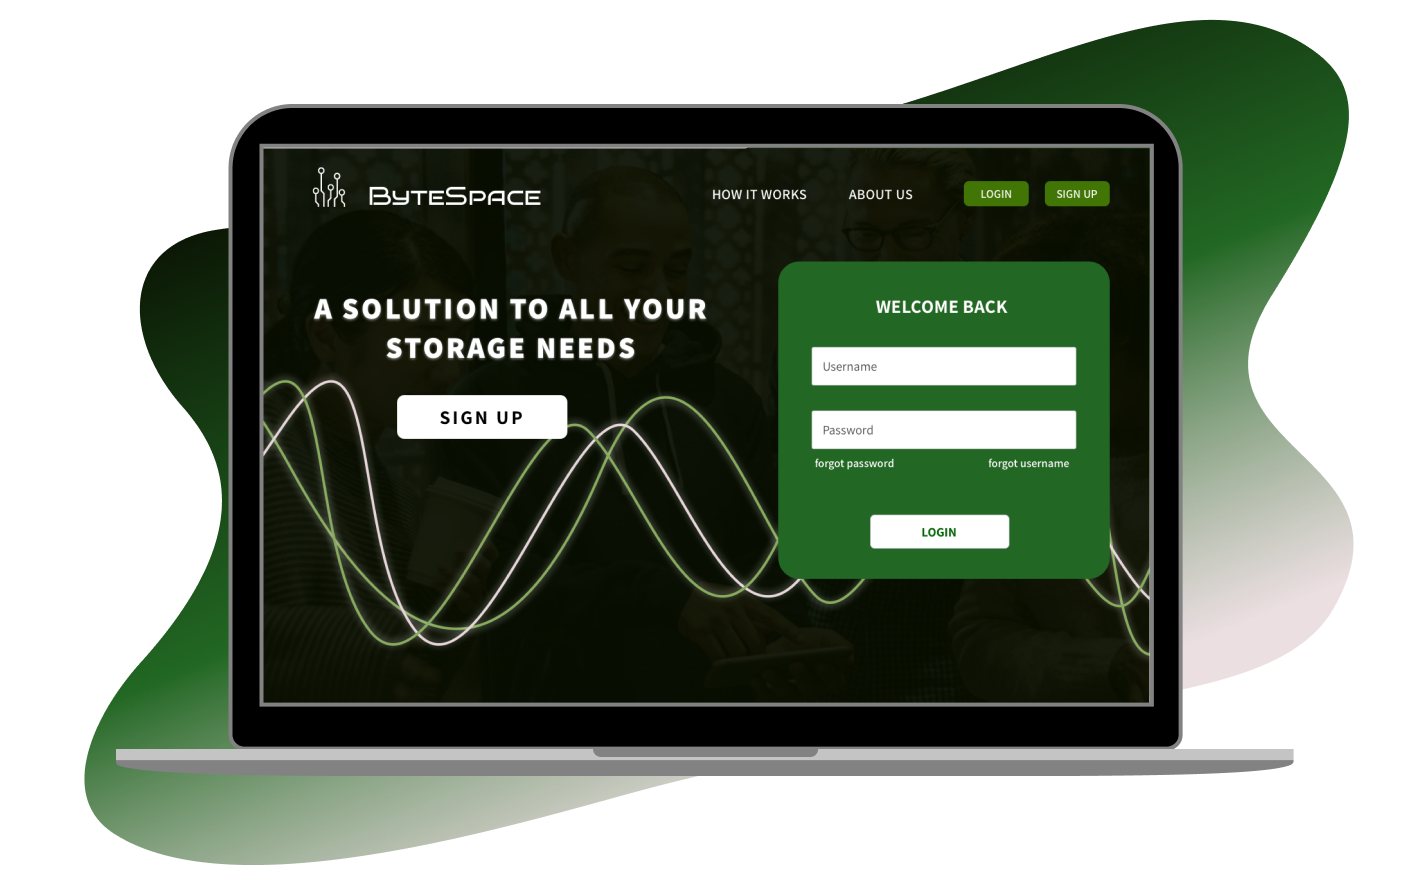 ByteSpace
HOW IT WORKS
ABOUT US
LOGIN
SIGN UP
A SOLUTION TO ALL YOUR
STORAGE NEEDS
SIGN UP
WELCOME BACK
Username
Password
forgot password
forgot username
LOGIN